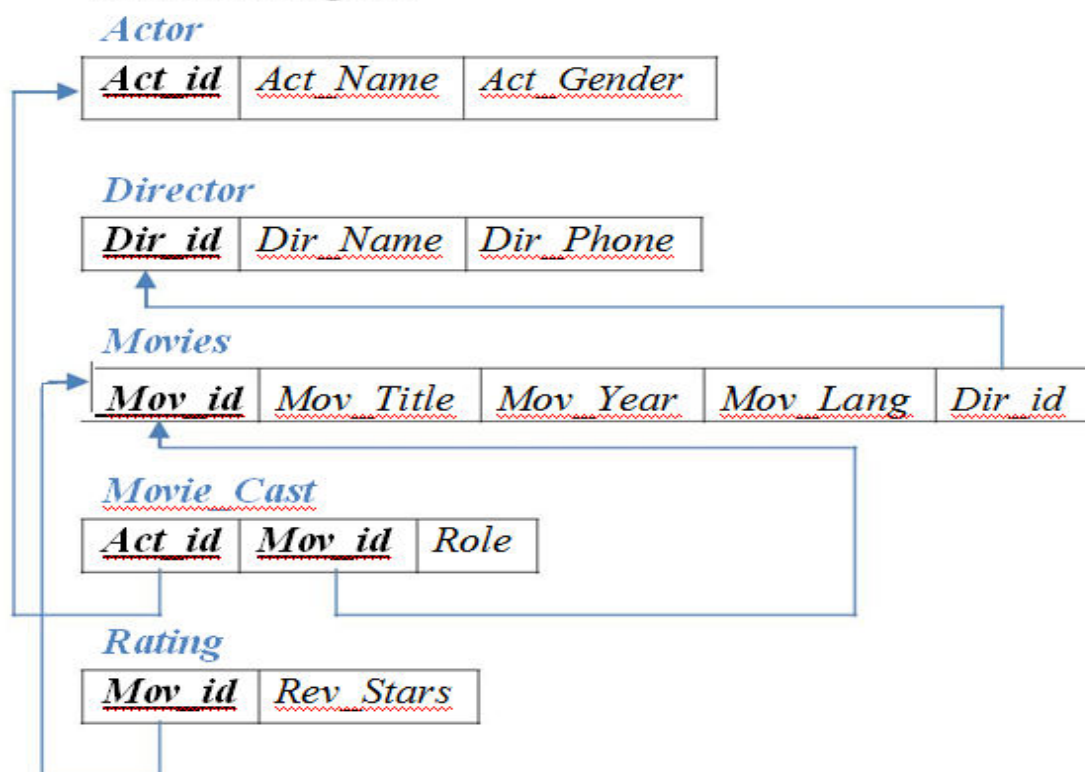 Actor
Act_id Act_Name Act_Gender
Director
Dir_id Dir_Name Dir_Phone
Movies
Mov_id Mov_Title Mov_Year Mov_Lang Dir_id
Movie_Cast
Act_id Mov_id Role
Rating
Mov_id Rev_Stars